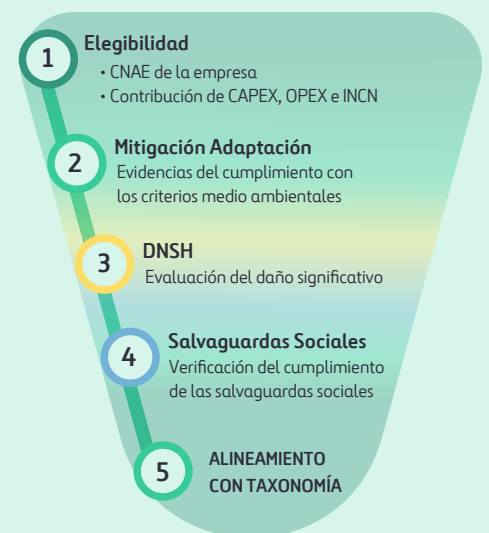 1
Elegibilidad
• CNAE de la empresa
• Contribución de CAPEX, OPEX e INCN
2
Mitigación Adaptación
Evidencias del cumplimiento con
los criterios medio ambientales
3
DNSH
Evaluación del daño significativo
4
Salvaguardas Sociales
Verificación del cumplimiento
de las salvaguardas sociales
5
ALINEAMIENTO
CON TAXONOMÍA